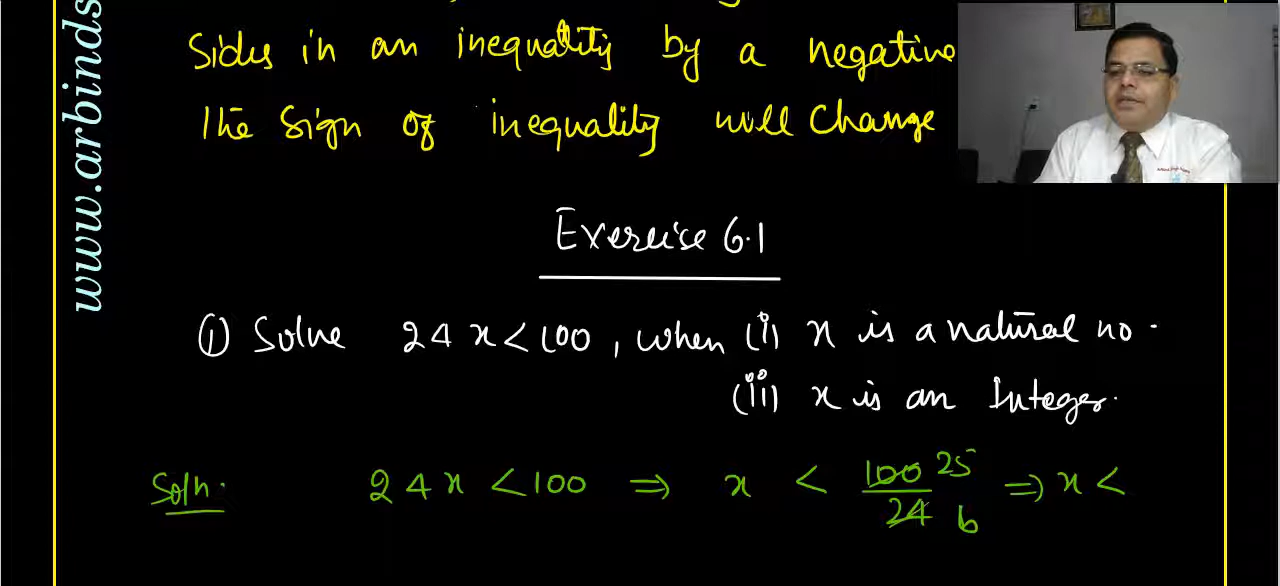 www.arbinds
Sides in an inequality by a negative
The Sign of inequality will Change
Exercise 6.1
① Solve 24x < 100, when (i) x is a natural no.
(ii) x is an Integer.
Soln. 24x < 100 ⇒ x < 100/24 25/6 ⇒ x <